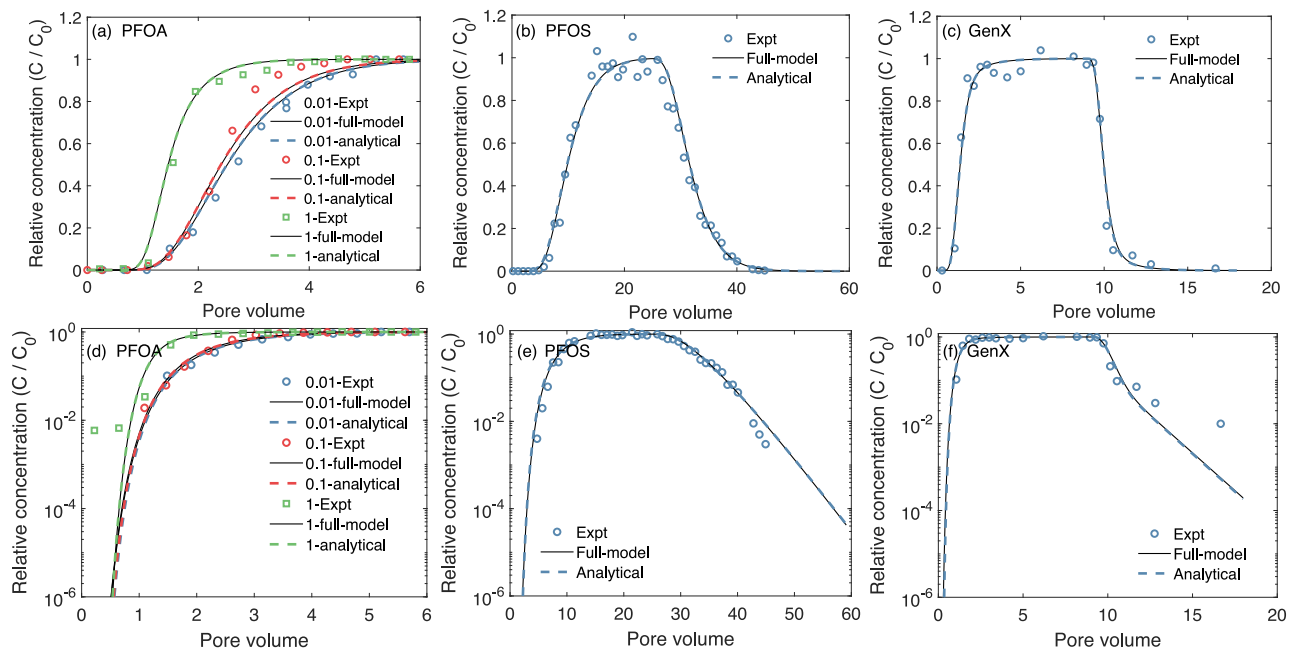 (a) PFOA
Relative concentration (C / C0)
1.2
1
0.8
0.6
0.4
0.2
0
0.01-Expt
0.01-full-model
0.01-analytical
0.1-Expt
0.1-full-model
0.1-analytical
1-Expt
1-full-model
1-analytical
0 2 4 6
Pore volume
(b) PFOS
Relative concentration (C / C0)
1.2
1
0.8
0.6
0.4
0.2
0
Expt
Full-model
Analytical
0 10 20 30 40 50 60
Pore volume
(c) GenX
Relative concentration (C / C0)
1.2
1
0.8
0.6
0.4
0.2
0
Expt
Full-model
Analytical
0 5 10 15 20
Pore volume
(d) PFOA
Relative concentration (C / C0)
10^0
10^-2
10^-4
10^-6
0.01-Expt
0.01-full-model
0.01-analytical
0.1-Expt
0.1-full-model
0.1-analytical
1-Expt
1-full-model
1-analytical
0 1 2 3 4 5 6
Pore volume
(e) PFOS
Relative concentration (C / C0)
10^0
10^-2
10^-4
10^-6
Expt
Full-model
Analytical
0 10 20 30 40 50 60
Pore volume
(f) GenX
Relative concentration (C / C0)
10^0
10^-2
10^-4
10^-6
Expt
Full-model
Analytical
0 5 10 15 20
Pore volume